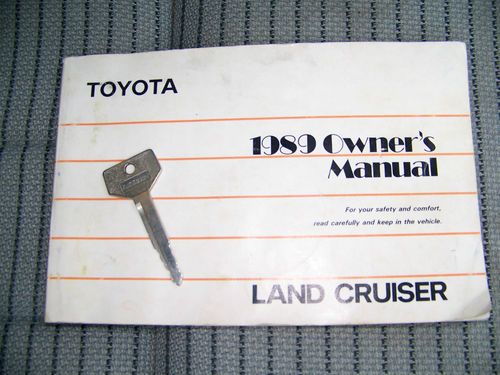 TOYOTA
1989 Owner's
Manual
For your safety and comfort,
read carefully and keep in the vehicle.
LAND CRUISER